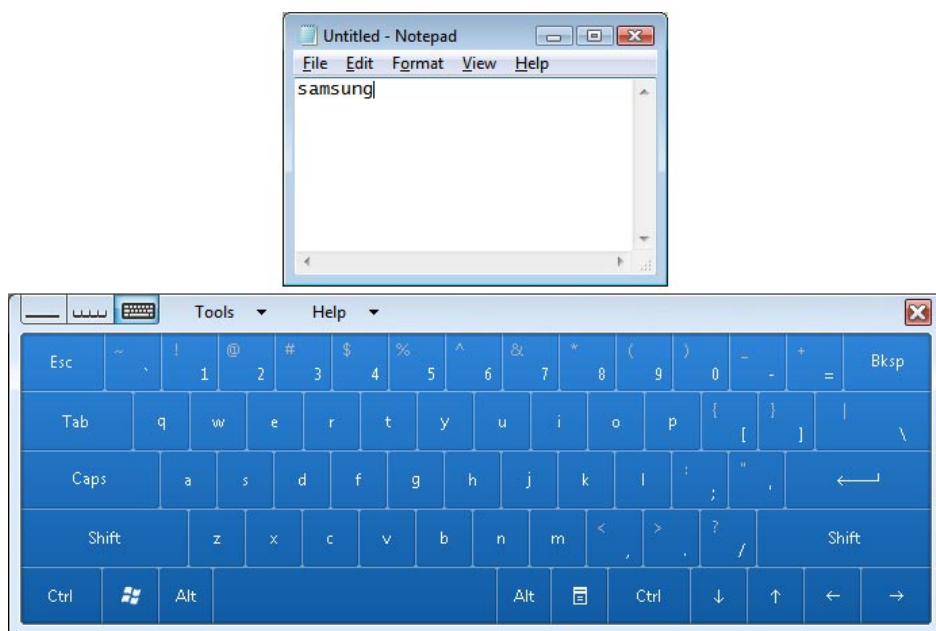 Untitled - Notepad
File Edit Format View Help
samsung
Tools Help
Esc ~ ` ! 1 @ 2 # 3 $ 4 % 5 ^ 6 & 7 * 8 ( 9 ) 0 _ - + = Bksp
Tab q w e r t y u i o p { [ } ] | \
Caps a s d f g h j k l : ; " '
Shift z x c v b n m < , > . ? / Shift
Ctrl Alt Alt Ctrl ↓ ↑ ← →